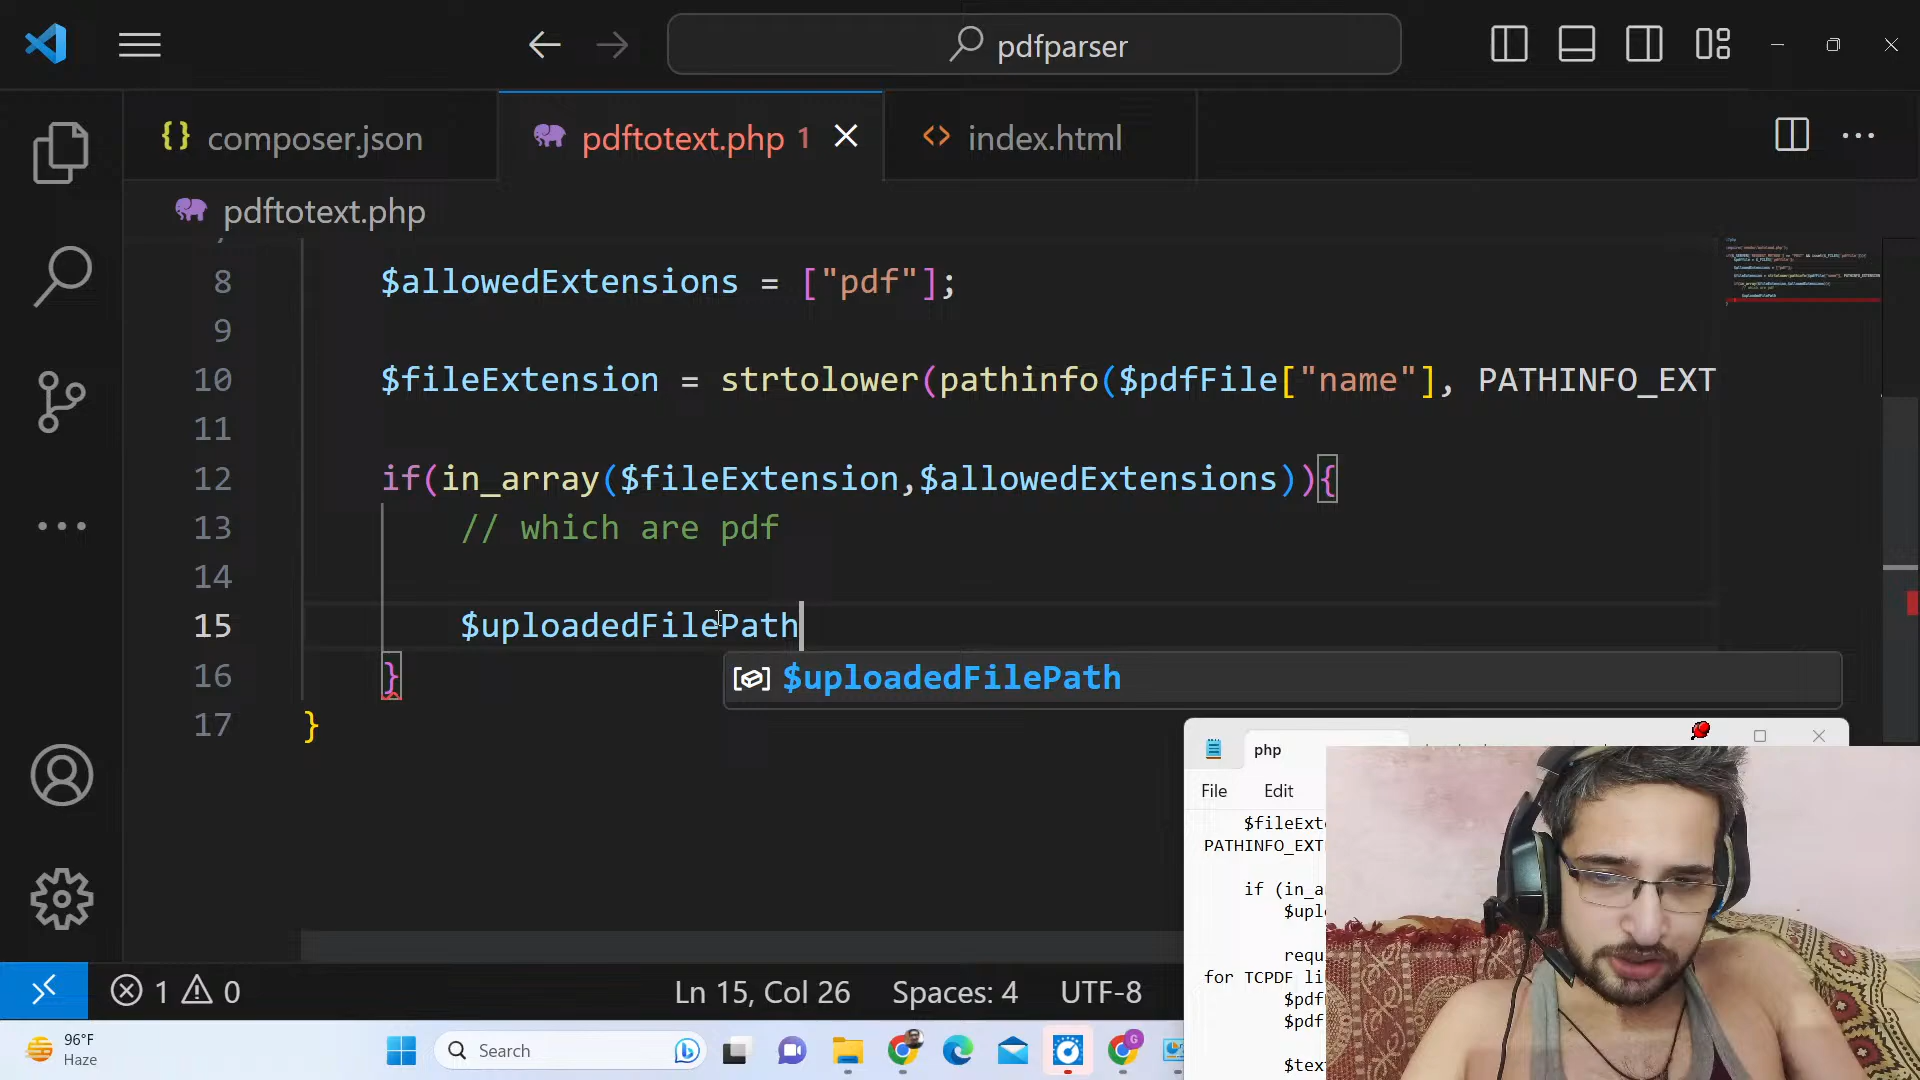 pdfparser
composer.json
pdftotext.php 1
index.html
pdftotext.php
8 $allowedExtensions = ["pdf"];
9
10 $fileExtension = strtolower(pathinfo($pdfFile["name"], PATHINFO_EXT
11
12 if(in_array($fileExtension,$allowedExtensions)){
13 // which are pdf
14
15 $uploadedFilePath
$uploadedFilePath
16 }
17 }
php
File Edit
$fileExt
PATHINFO_EXT
if (in_a
$upl
requ
for TCPDF li
$pdf
$pdf
$tex
1 0
Ln 15, Col 26 Spaces: 4 UTF-8
96°F
Haze
Search